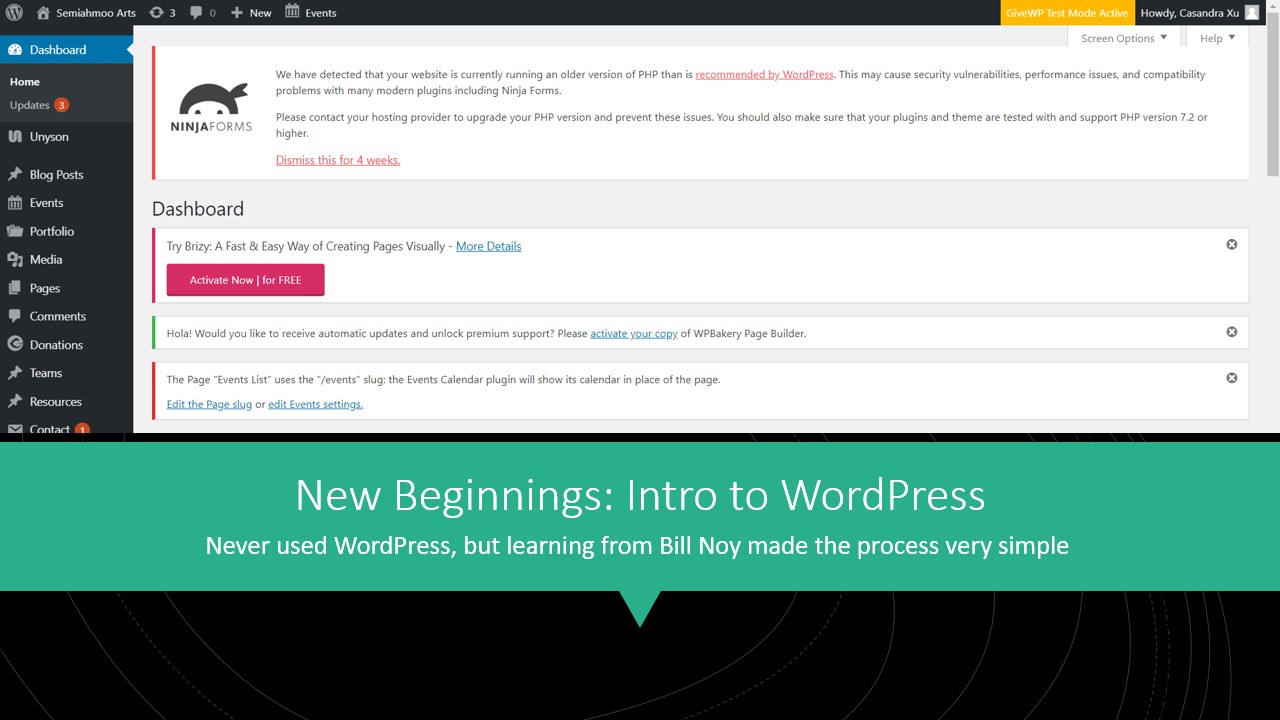 Semiahmoo Arts 3 0 New Events GiveWP Test Mode Active Howdy, Casandra Xu
Screen Options Help
Dashboard
Home
Updates 3
Unyson
Blog Posts
Events
Portfolio
Media
Pages
Comments
Donations
Teams
Resources
Contact 1
NINJAFORMS
We have detected that your website is currently running an older version of PHP than is recommended by WordPress. This may cause security vulnerabilities, performance issues, and compatibility
problems with many modern plugins including Ninja Forms.
Please contact your hosting provider to upgrade your PHP version and prevent these issues. You should also make sure that your plugins and theme are tested with and support PHP version 7.2 or
higher.
Dismiss this for 4 weeks.
Dashboard
Try Brizy: A Fast & Easy Way of Creating Pages Visually - More Details
Activate Now | for FREE
Hola! Would you like to receive automatic updates and unlock premium support? Please activate your copy of WPBakery Page Builder.
The Page "Events List" uses the "/events" slug: the Events Calendar plugin will show its calendar in place of the page.
Edit the Page slug or edit Events settings.
New Beginnings: Intro to WordPress
Never used WordPress, but learning from Bill Noy made the process very simple